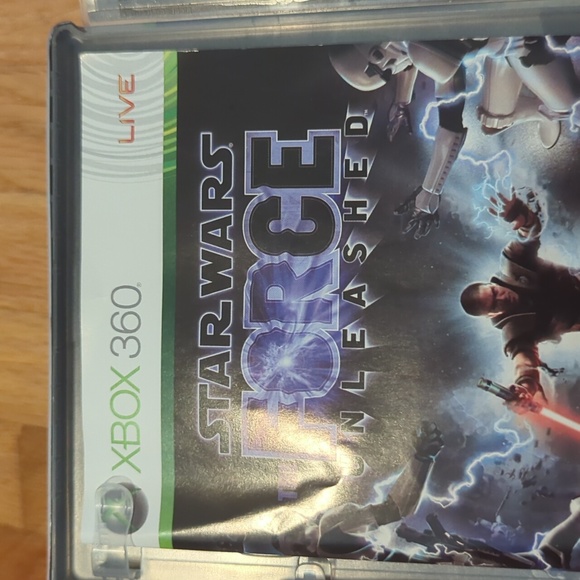 XBOX 360
LIVE
STAR WARS
THE FORCE
UNLEASHED